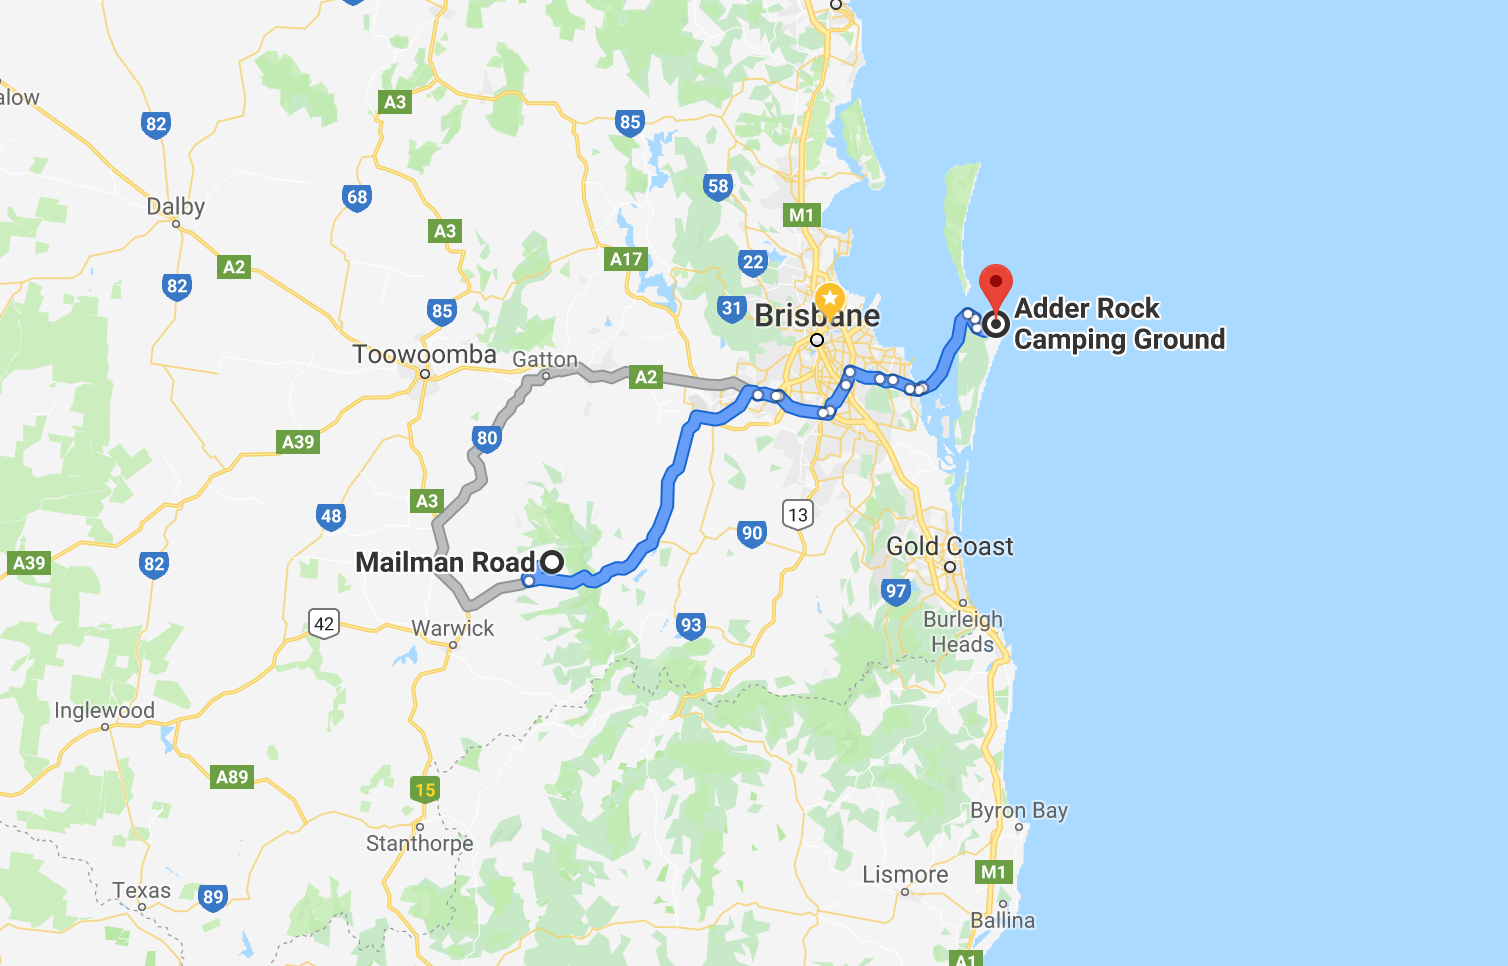 A3
alow
82
85
58
68
Dalby
M1
A3
A17
22
A2
82
31
85
Brisbane
Adder Rock
Camping Ground
Toowoomba
Gatton
A2
80
A39
A3
48
13
90
Gold Coast
Mailman Road
A39
82
97
42
93
Warwick
Burleigh
Heads
Inglewood
A89
15
Byron Bay
Stanthorpe
M1
Lismore
Texas
89
Ballina
A1